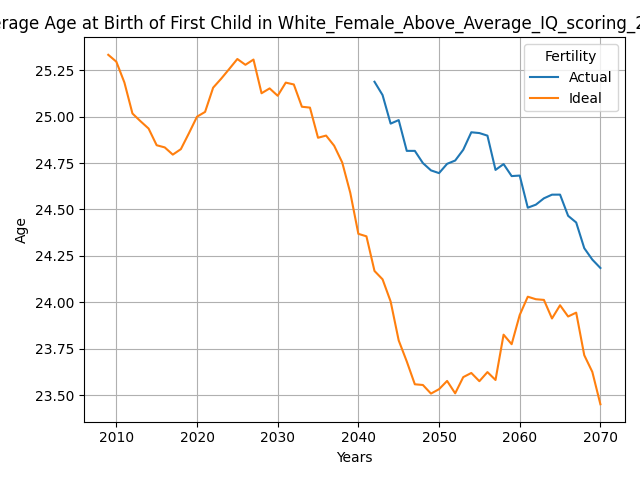 Average Age at Birth of First Child in White_Female_Above_Average_IQ_scoring_2
Fertility
Actual
Ideal
Age
25.25
25.00
24.75
24.50
24.25
24.00
23.75
23.50
2010 2020 2030 2040 2050 2060 2070
Years